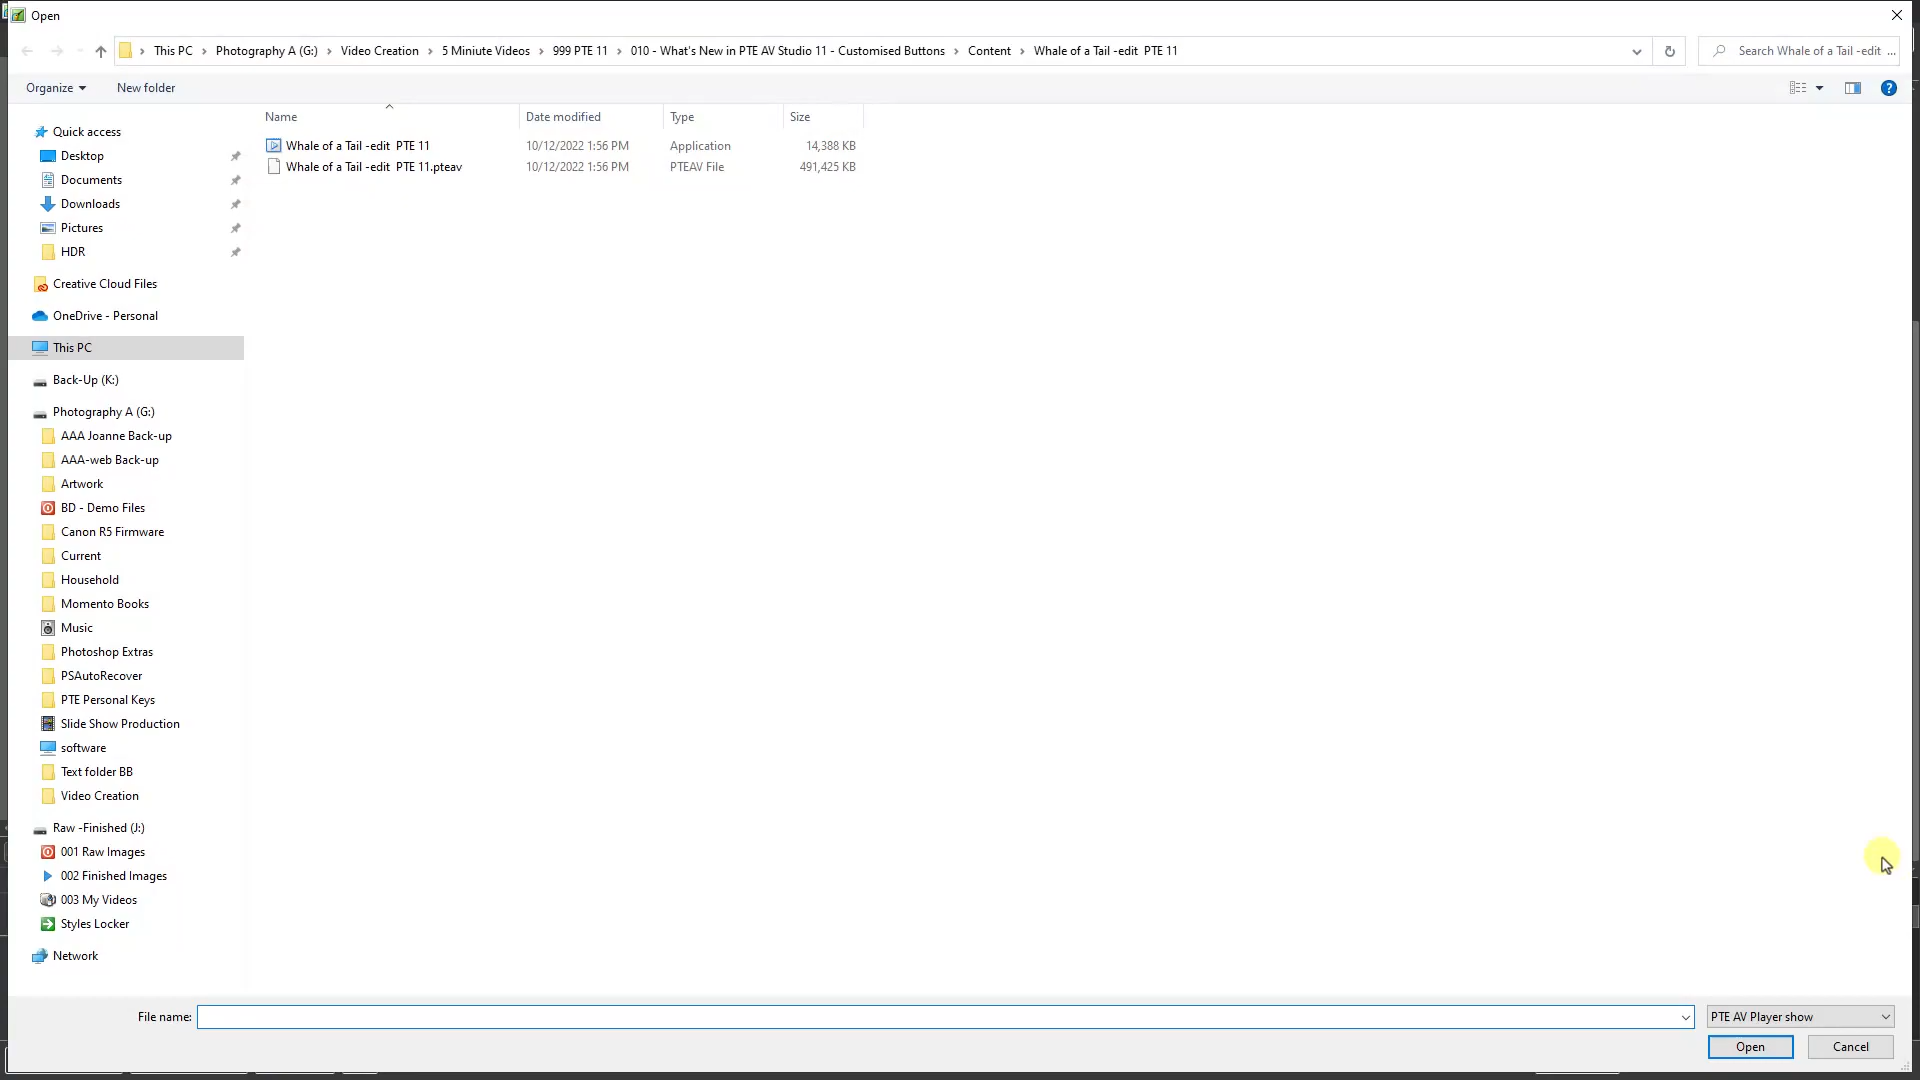 Open
This PC > Photography A (G:) > Video Creation > 5 Miniute Videos > 999 PTE 11 > 010 - What's New in PTE AV Studio 11 - Customised Buttons > Content > Whale of a Tail -edit  PTE 11
Search Whale of a Tail -edit ...
Organize
New folder
Name
Date modified
Type
Size
Whale of a Tail -edit  PTE 11
10/12/2022 1:56 PM
Application
14,388 KB
Whale of a Tail -edit  PTE 11.pteav
10/12/2022 1:56 PM
PTEAV File
491,425 KB
Quick access
Desktop
Documents
Downloads
Pictures
HDR
Creative Cloud Files
OneDrive - Personal
This PC
Back-Up (K:)
Photography A (G:)
AAA Joanne Back-up
AAA-web Back-up
Artwork
BD - Demo Files
Canon R5 Firmware
Current
Household
Momento Books
Music
Photoshop Extras
PSAutoRecover
PTE Personal Keys
Slide Show Production
software
Text folder BB
Video Creation
Raw -Finished (J:)
001 Raw Images
002 Finished Images
003 My Videos
Styles Locker
Network
File name:
PTE AV Player show
Open
Cancel